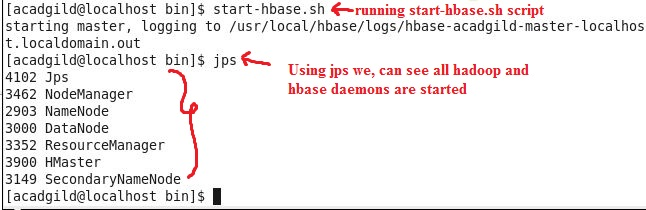 [acadgild@localhost bin]$ start-hbase.sh running start-hbase.sh script
starting master, logging to /usr/local/hbase/logs/hbase-acadgild-master-localhos
t.localdomain.out
[acadgild@localhost bin]$ jps
Using jps we, can see all hadoop and
hbase daemons are started
4102 Jps
3462 NodeManager
2903 NameNode
3000 DataNode
3352 ResourceManager
3900 HMaster
3149 SecondaryNameNode
[acadgild@localhost bin]$